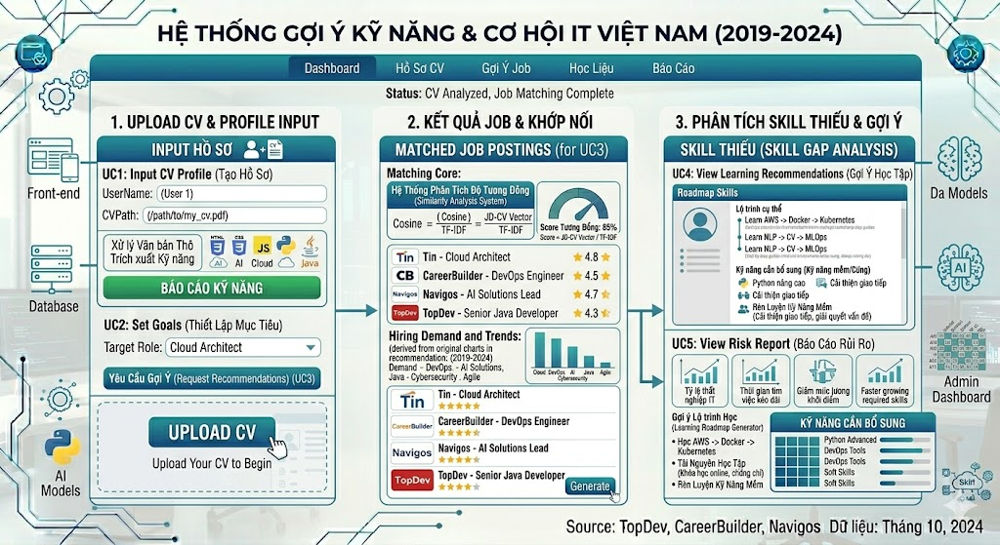 HỆ THỐNG GỢI Ý KỸ NĂNG & CƠ HỘI IT VIỆT NAM (2019-2024)
Dashboard
Hồ Sơ CV
Gợi Ý Job
Học Liệu
Báo Cáo
Status: CV Analyzed, Job Matching Complete
Front-end
Database
AI
Models
1. UPLOAD CV & PROFILE INPUT
INPUT HỒ SƠ
UC1: Input CV Profile (Tạo Hồ Sơ)
UserName: (User 1)
CVPath: (/path/to/my_cv.pdf)
Xử lý Văn bản Thô
Trích xuất Kỹ năng
HTML
CSS
JS
AI
AI
Cloud
Java
BÁO CÁO KỸ NĂNG
UC2: Set Goals (Thiết Lập Mục Tiêu)
Target Role: Cloud Architect
Yêu Cầu Gợi Ý (Request Recommendations) (UC3)
UPLOAD CV
Upload Your CV to Begin
2. KẾT QUẢ JOB & KHỚP NỐI
MATCHED JOB POSTINGS (for UC3)
Matching Core:
Hệ Thống Phân Tích Độ Tương Dồng
(Similarity Analysis System)
Cosine = (Cosine) / TF-IDF = JD-CV Vector / TF-IDF
Score Tương Đồng: 85%
Score = JD-CV Vector / TF-IDF
Tin Tin - Cloud Architect 4.8
CB CareerBuilder - DevOps Engineer 4.5
Navigos Navigos - AI Solutions Lead 4.7
TopDev TopDev - Senior Java Developer 4.3
Hiring Demand and Trends:
(derived from original charts in
recommendation: (2019-2024)
Demand – DevOps. - AI Solutions,
Java - Cybersecurity . Agile
Cloud DevOps AI Java Agile
Cybersecurity
Tin Tin - Cloud Architect
CareerBuilder CareerBuilder - DevOps Engineer
Navigos Navigos - AI Solutions Lead
TopDev TopDev - Senior Java Developer
Generate
3. PHÂN TÍCH SKILL THIẾU & GỢI Ý
SKILL THIẾU (SKILL GAP ANALYSIS)
UC4: View Learning Recommendations (Gợi Ý Học Tập)
Roadmap Skills
Lộ trình cụ thể
Learn AWS -> Docker -> Kubernetes
Learn NLP -> CV -> MLOps
Kỹ năng cần bổ sung (Kỹ năng mềm/Cứng)
Python nâng cao
Cải thiện giao tiếp
Cải thiện giao tiếp
Rèn Luyện Kỹ Năng Mềm
(Cải thiện giao tiếp, giải quyết vấn đề)
UC5: View Risk Report (Báo Cáo Rủi Ro)
Tỷ lệ thất
nghiệp IT
Thời gian tìm
việc kéo dài
Giảm mức lương
khởi điểm
Faster growing
required skills
Gợi ý Lộ trình Học
(Learning Roadmap Generator)
• Học AWS -> Docker ->
Kubernetes
• Tài Nguyên Học Tập
(Khóa học online, chứng chỉ)
• Rèn Luyện Kỹ Năng Mềm
KỸ NĂNG CẦN BỔ SUNG
Python Advanced
DevOps Tools
DevOps Tools
Soft Skills
Soft Skills
Da Models
AI
Admin
Dashboard
Skill
Source: TopDev, CareerBuilder, Navigos Dữ liệu: Tháng 10, 2024